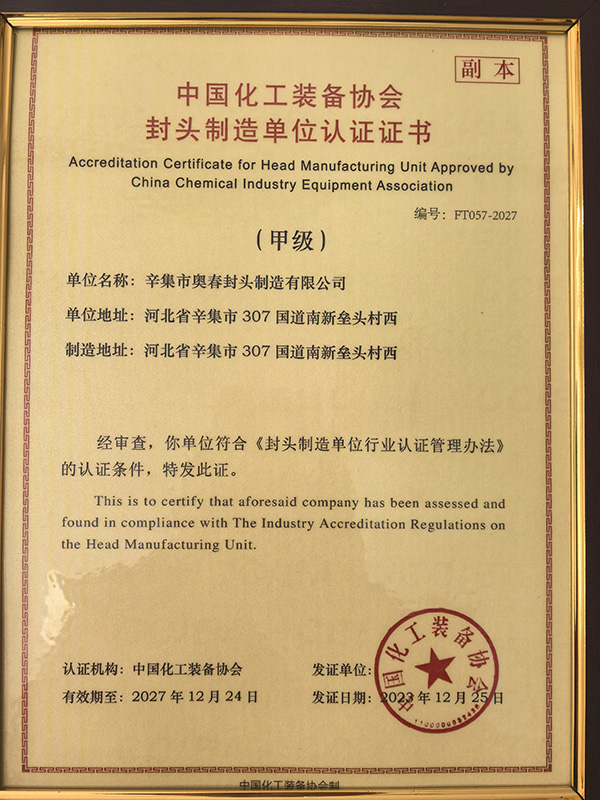 副本
中国化工装备协会
封头制造单位认证证书
Accreditation Certificate for Head Manufacturing Unit Approved by
China Chemical Industry Equipment Association
编号：FT057-2027
（甲级）
单位名称：辛集市奥春封头制造有限公司
单位地址：河北省辛集市307国道南新垒头村西
制造地址：河北省辛集市307国道南新垒头村西
经审查，你单位符合《封头制造单位行业认证管理办法》
的认证条件，特发此证。
This is to certify that aforesaid company has been assessed and
found in compliance with The Industry Accreditation Regulations on
the Head Manufacturing Unit.
认证机构：中国化工装备协会
发证单位：
有效期至：2027年12月24日
发证日期：2023年12月25日
中国化工装备协会
中国化工装备协会制